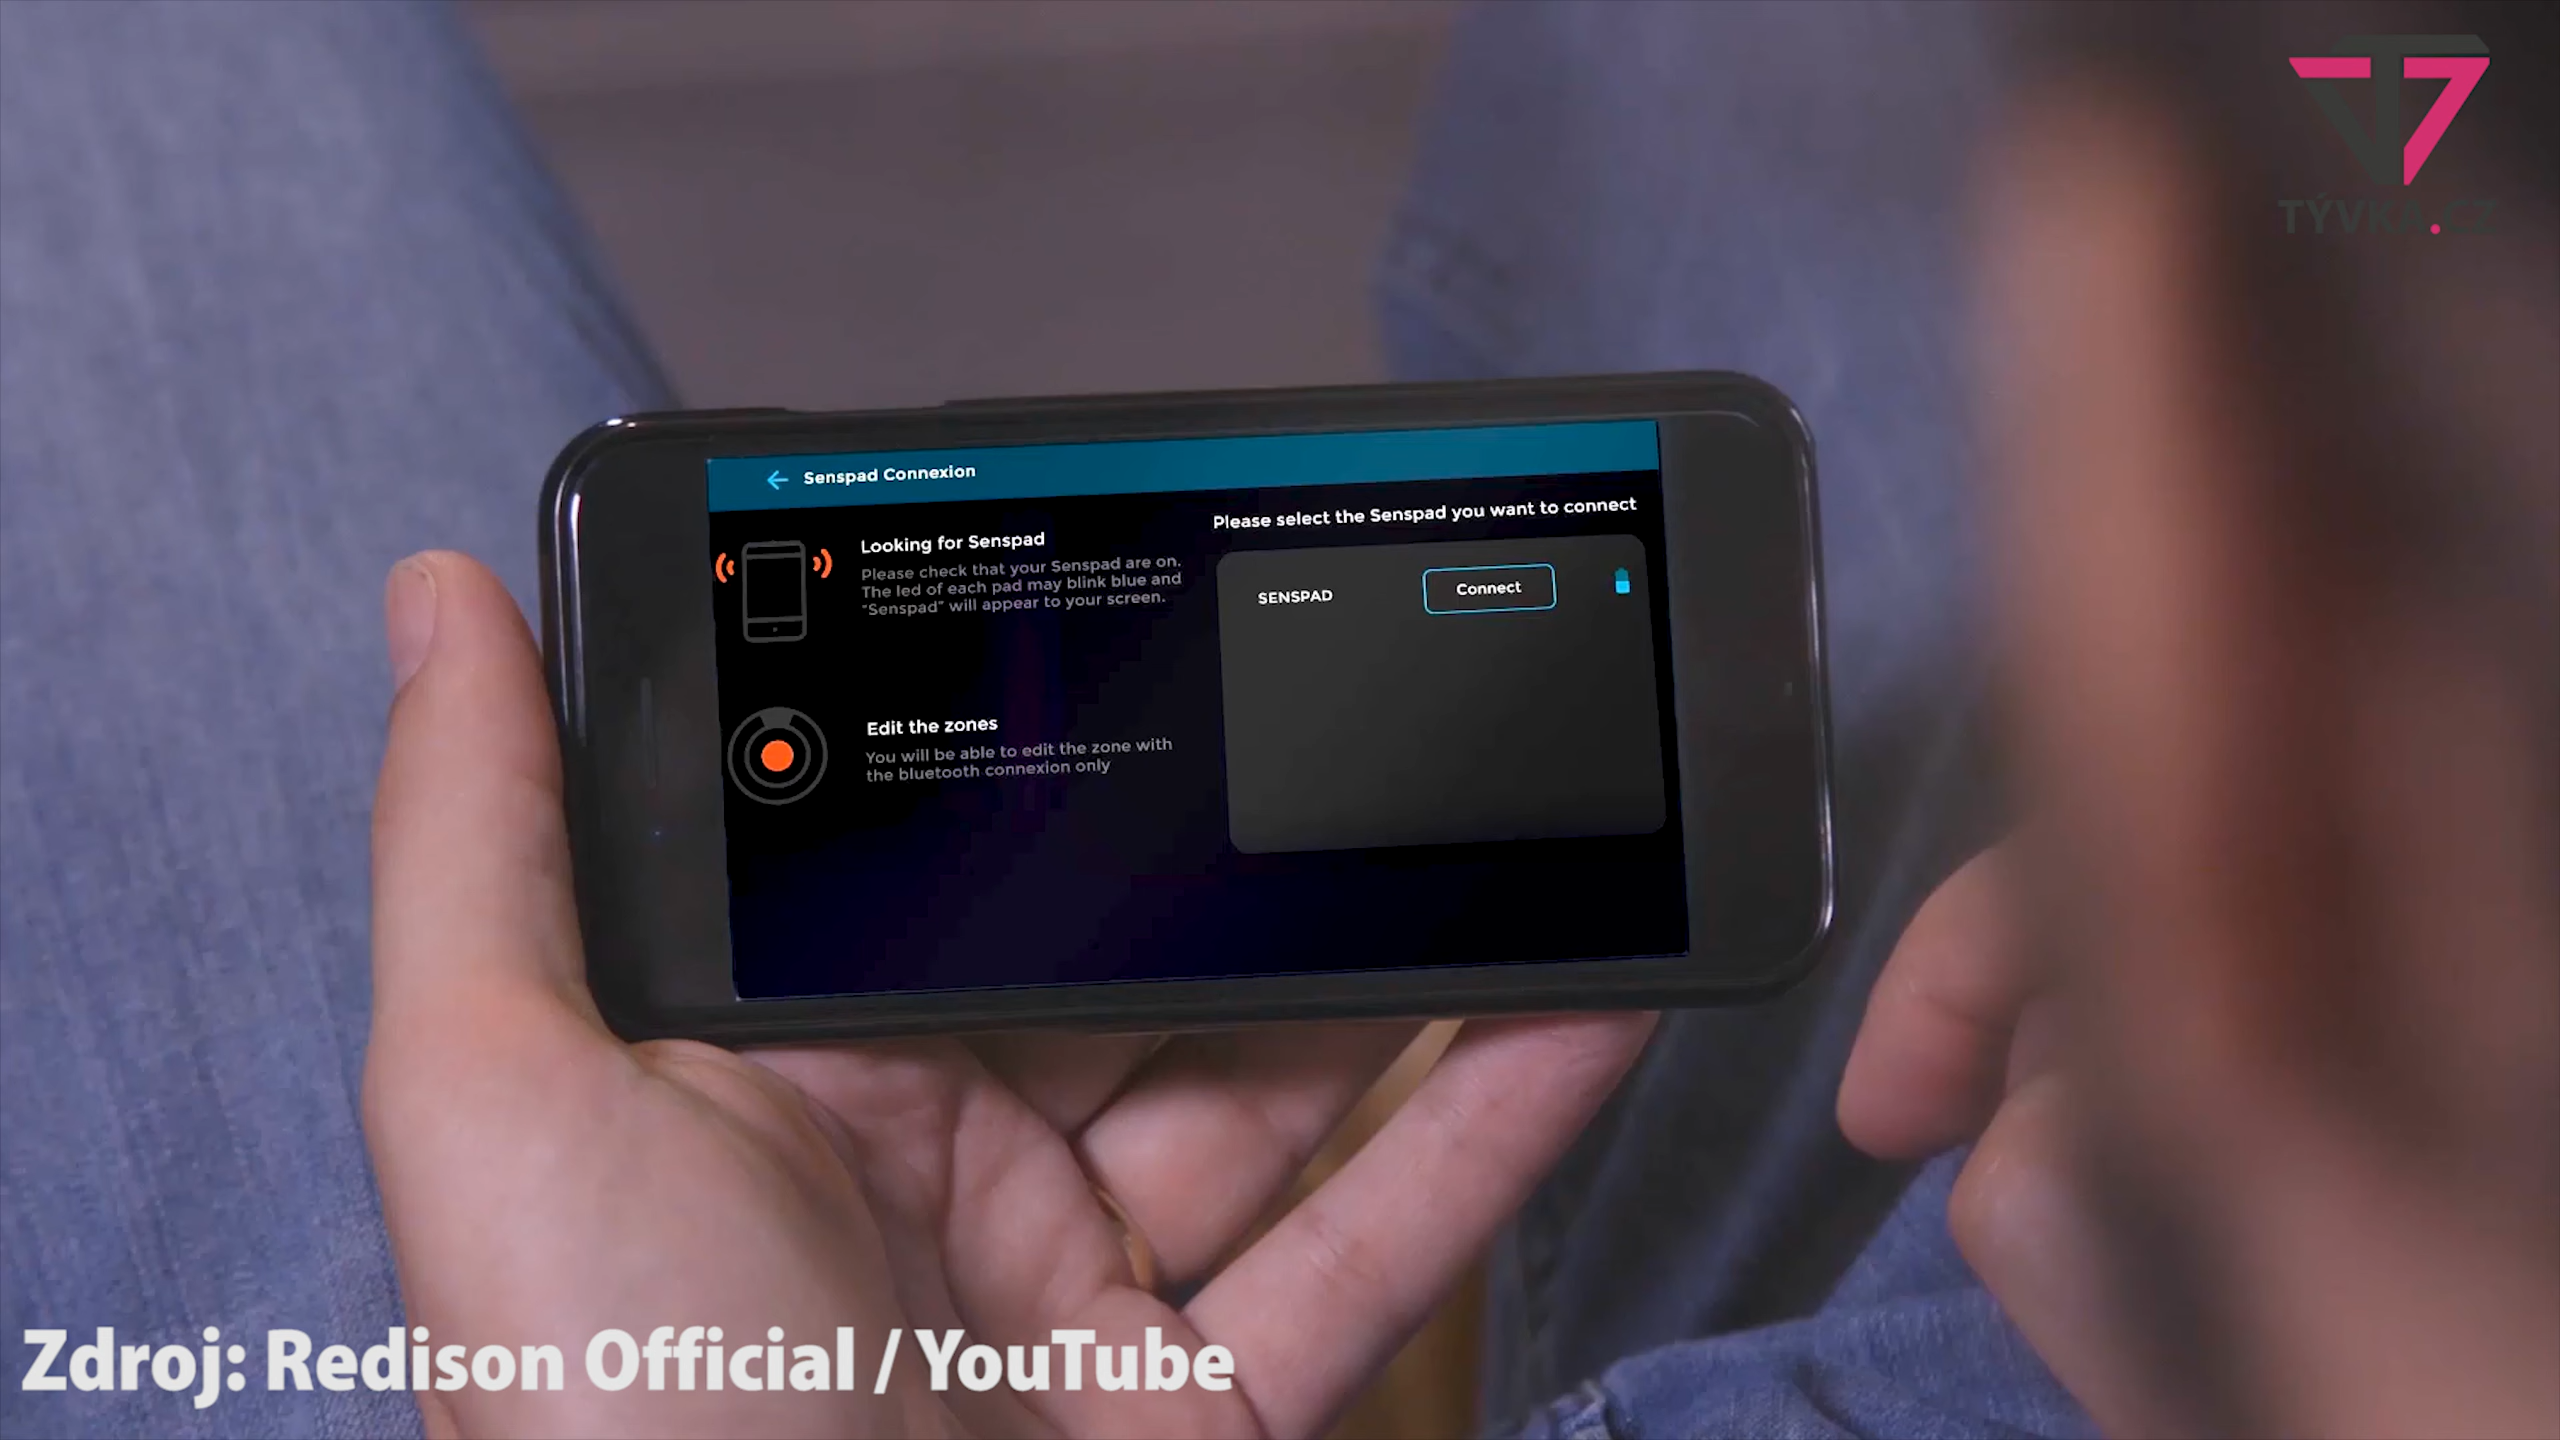 TÝVKA.CZ
Senspad Connexion
Looking for Senspad
Please check that your Senspad are on.
The led of each pad may blink blue and
"Senspad" will appear to your screen.
Edit the zones
You will be able to edit the zone with
the bluetooth connexion only
Please select the Senspad you want to connect
SENSPAD
Connect
Zdroj: Redison Official / YouTube